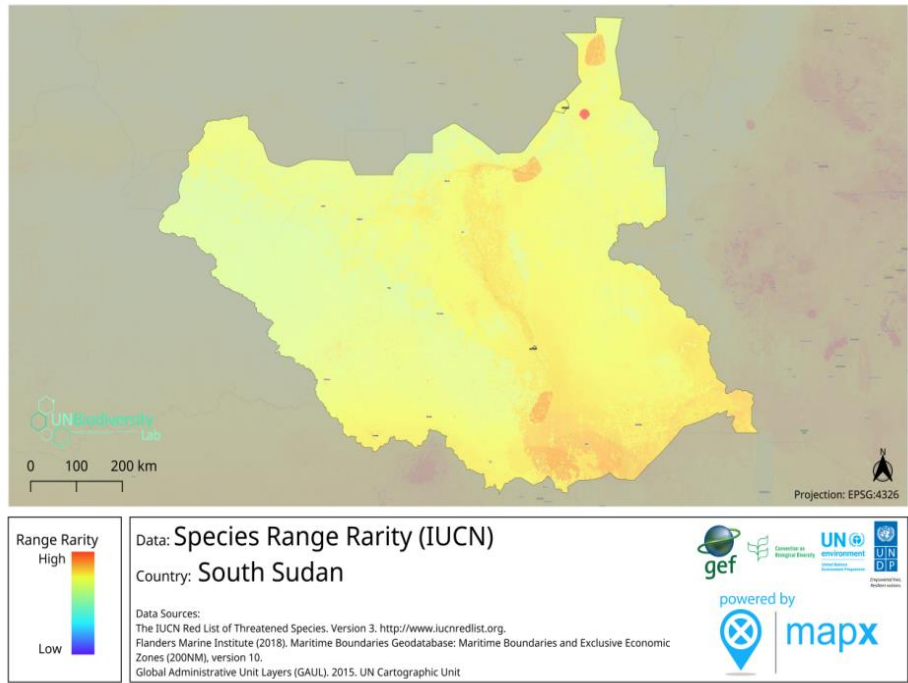 UNBiodiversity
Lab
0 100 200 km
N
Projection: EPSG:4326
Range Rarity
High
Low
Data: Species Range Rarity (IUCN)
Country: South Sudan
Data Sources:
The IUCN Red List of Threatened Species. Version 3. http://www.iucnredlist.org.
Flanders Marine Institute (2018). Maritime Boundaries Geodatabase: Maritime Boundaries and Exclusive Economic
Zones (200NM), version 10.
Global Administrative Unit Layers (GAUL). 2015. UN Cartographic Unit
gef
Convention on
Biological Diversity
UN
environment
United Nations
Environment Programme
U N
D P
Empowered lives.
Resilient nations.
powered by
mapx